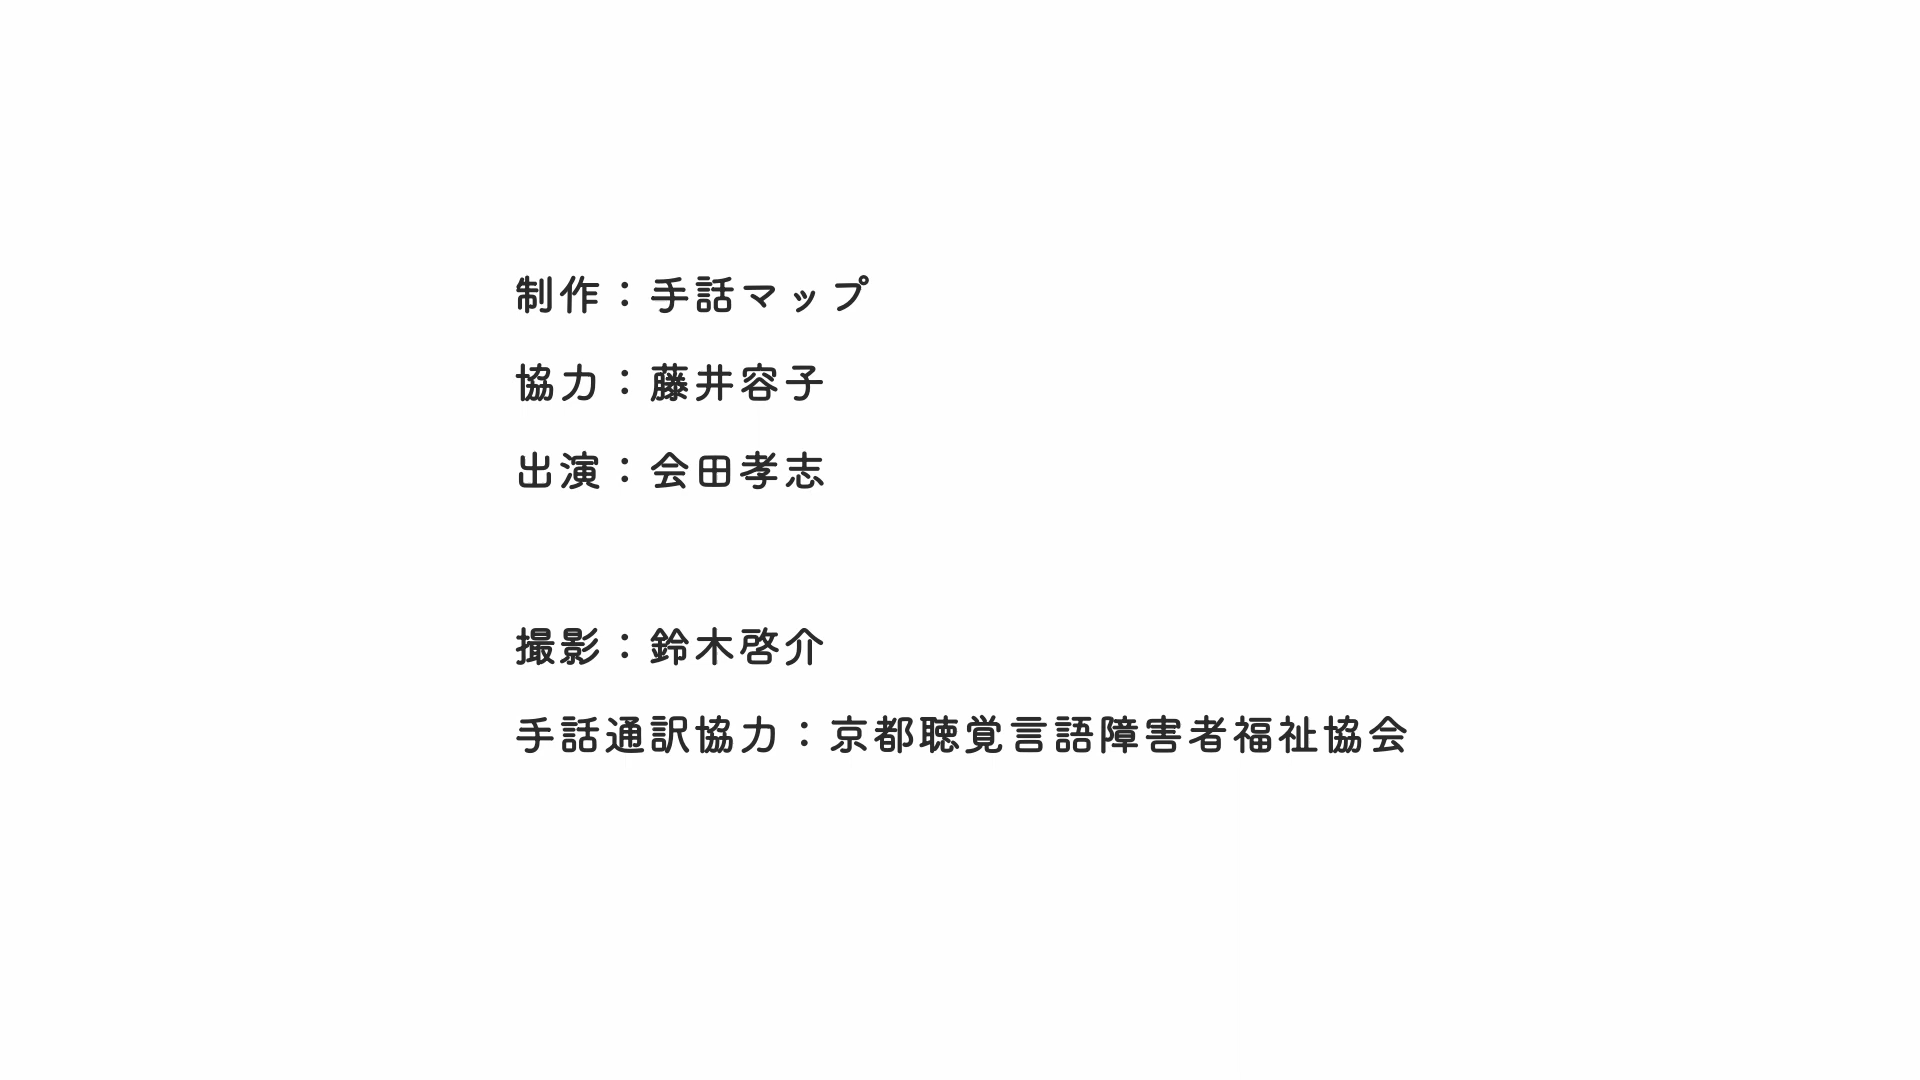 制作：手話マップ
協力：藤井容子
出演：会田孝志
撮影：鈴木啓介
手話通訳協力：京都聴覚言語障害者福祉協会